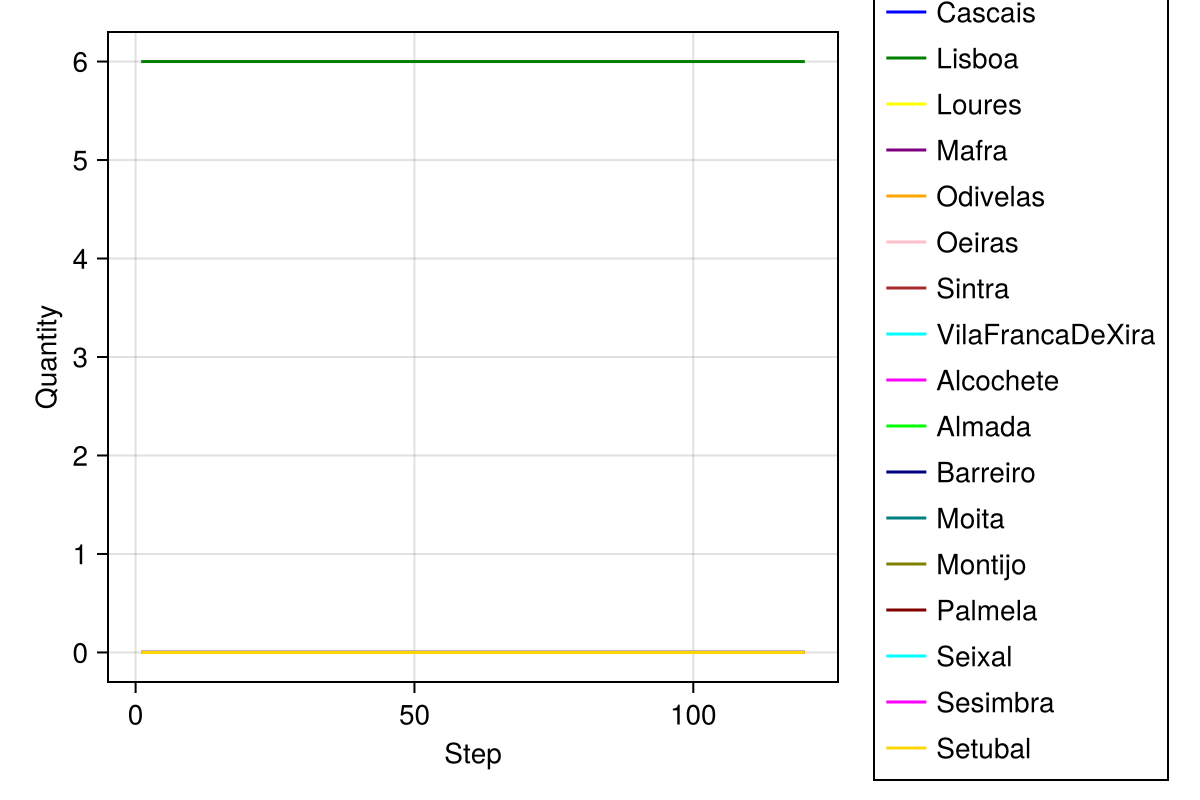 6
5
4
3
2
1
0
Quantity
0 50 100
Step
Cascais
Lisboa
Loures
Mafra
Odivelas
Oeiras
Sintra
VilaFrancaDeXira
Alcochete
Almada
Barreiro
Moita
Montijo
Palmela
Seixal
Sesimbra
Setubal